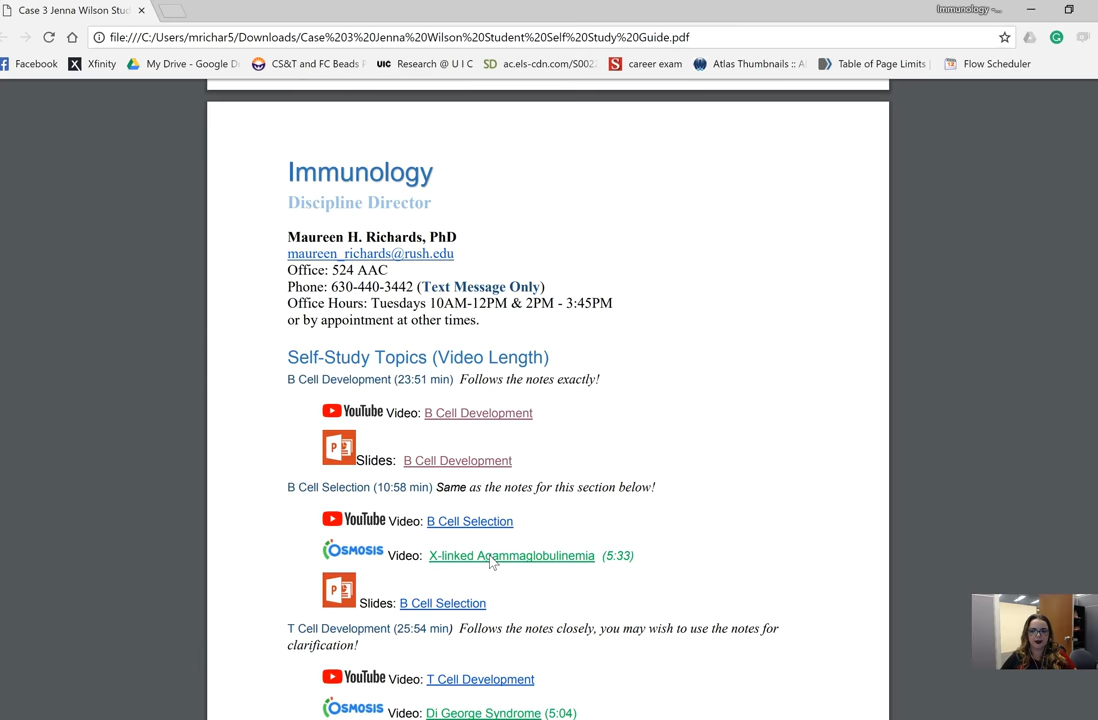 Case 3 Jenna Wilson Stud
Immunology -...
file:///C:/Users/mrichar5/Downloads/Case%203%20Jenna%20Wilson%20Student%20Self%20Study%20Guide.pdf
Facebook Xfinity My Drive - Google D CS&T and FC Beads UIC Research @ U I C SD ac.els-cdn.com/S002 S career exam Atlas Thumbnails :: A Table of Page Limits Flow Scheduler
Immunology
Discipline Director
Maureen H. Richards, PhD
maureen_richards@rush.edu
Office: 524 AAC
Phone: 630-440-3442 (Text Message Only)
Office Hours: Tuesdays 10AM-12PM & 2PM - 3:45PM
or by appointment at other times.
Self-Study Topics (Video Length)
B Cell Development (23:51 min) Follows the notes exactly!
YouTube Video: B Cell Development
P Slides: B Cell Development
B Cell Selection (10:58 min) Same as the notes for this section below!
YouTube Video: B Cell Selection
OSMOSIS Video: X-linked Agammaglobulinemia (5:33)
P Slides: B Cell Selection
T Cell Development (25:54 min) Follows the notes closely, you may wish to use the notes for
clarification!
YouTube Video: T Cell Development
OSMOSIS Video: Di George Syndrome (5:04)